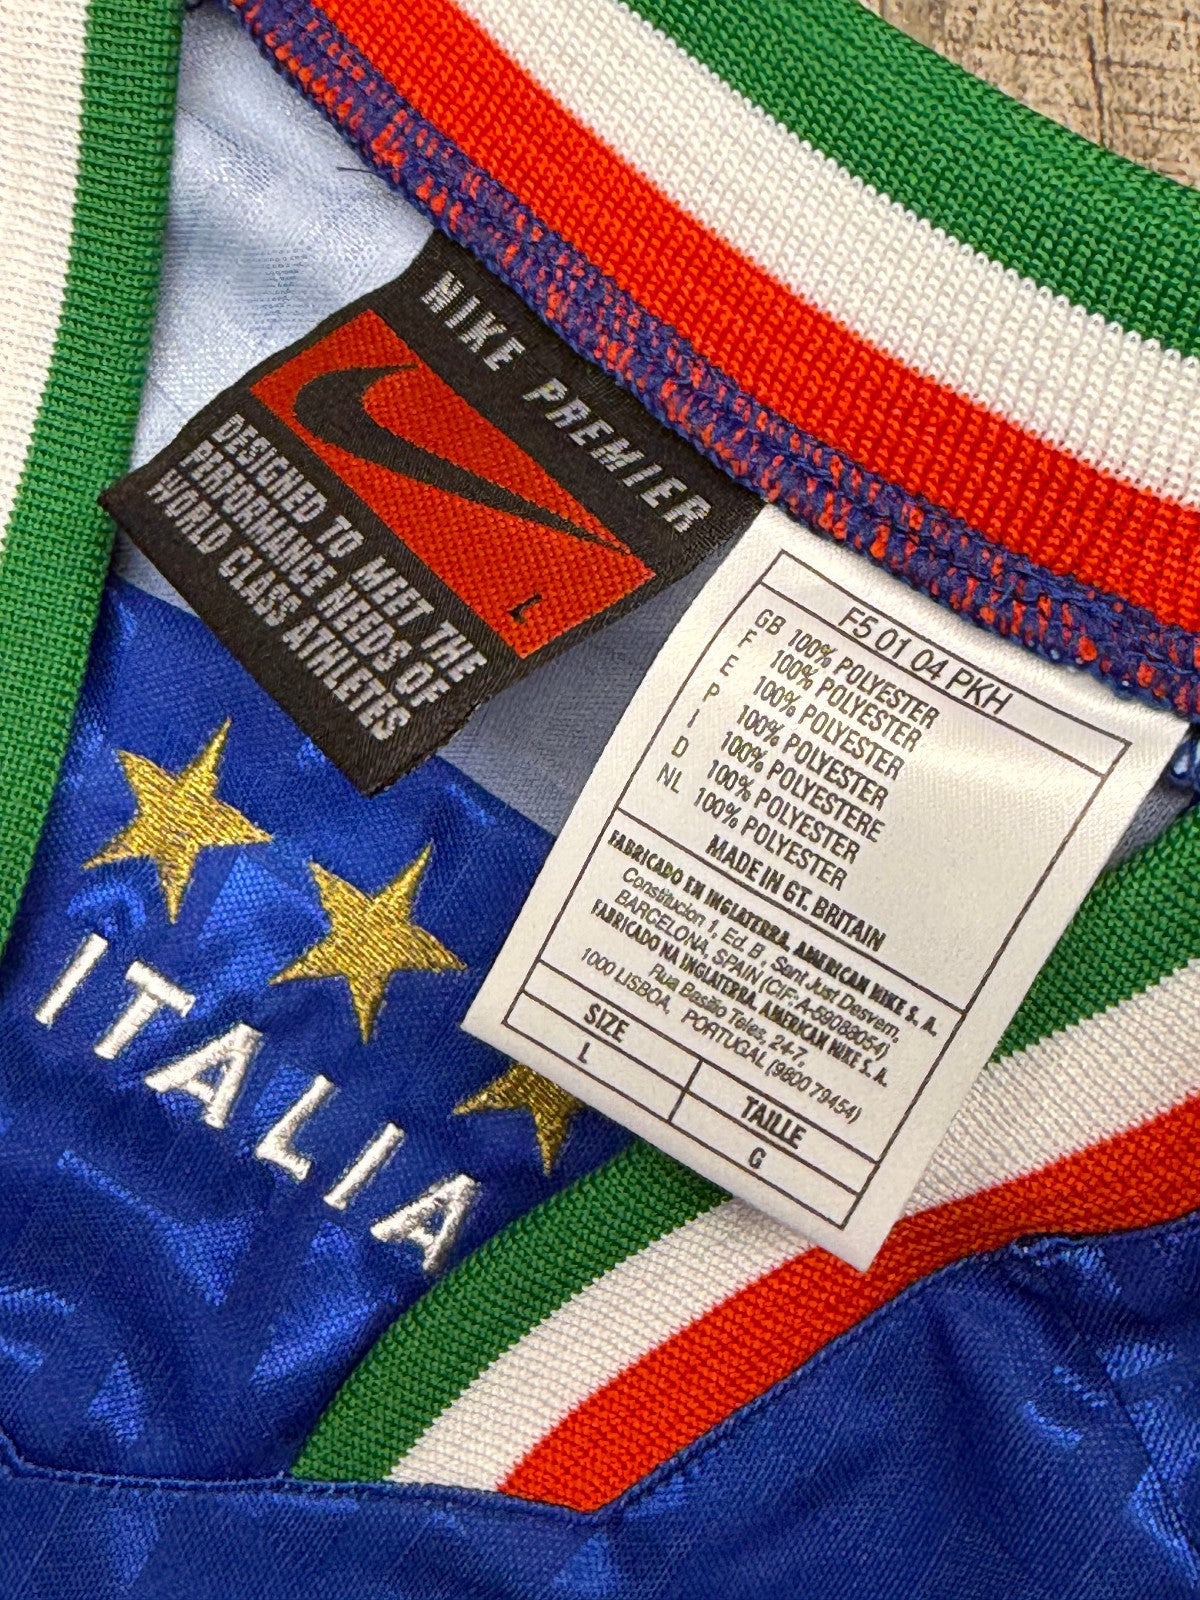 NIKE PREMIER
L
DESIGNED TO MEET THE
PERFORMANCE NEEDS OF
WORLD CLASS ATHLETES
F5 01 04 PKH
GB 100% POLYESTER
F 100% POLYESTER
E 100% POLYESTER
P 100% POLYESTER
I 100% POLYESTERE
D 100% POLYESTER
NL 100% POLYESTER
MADE IN GT. BRITAIN
FABRICADO EN INGLATERRA, AMERICAN NIKE S. A.
Constitucion 1, Ed. B, Sant Just Desvern,
BARCELONA, SPAIN (CIF: A-59089054)
FABRICADO NA INGLATERRA. AMERICAN NIKE S. A.
Rua Basão Teles, 24-7,
1000 LISBOA, PORTUGAL (9800 79454)
SIZE TAILLE
L G
ITALIA